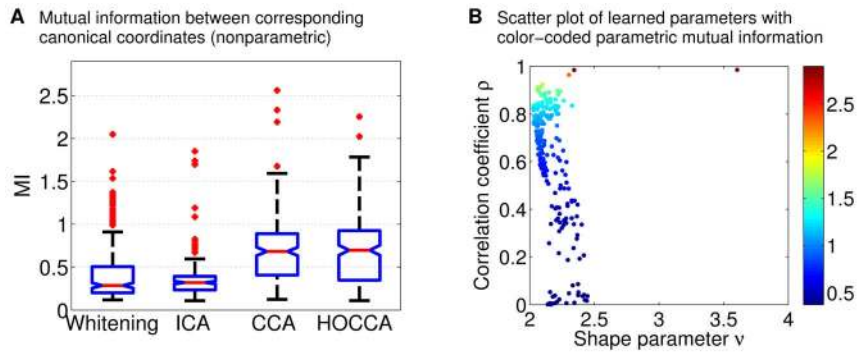 A Mutual information between corresponding
canonical coordinates (nonparametric)
MI
2.5
2
1.5
1
0.5
0
Whitening ICA CCA HOCCA
B Scatter plot of learned parameters with
color−coded parametric mutual information
Correlation coefficient ρ
1
0.8
0.6
0.4
0.2
0
2 2.5 3 3.5 4
Shape parameter ν
2.5
2
1.5
1
0.5